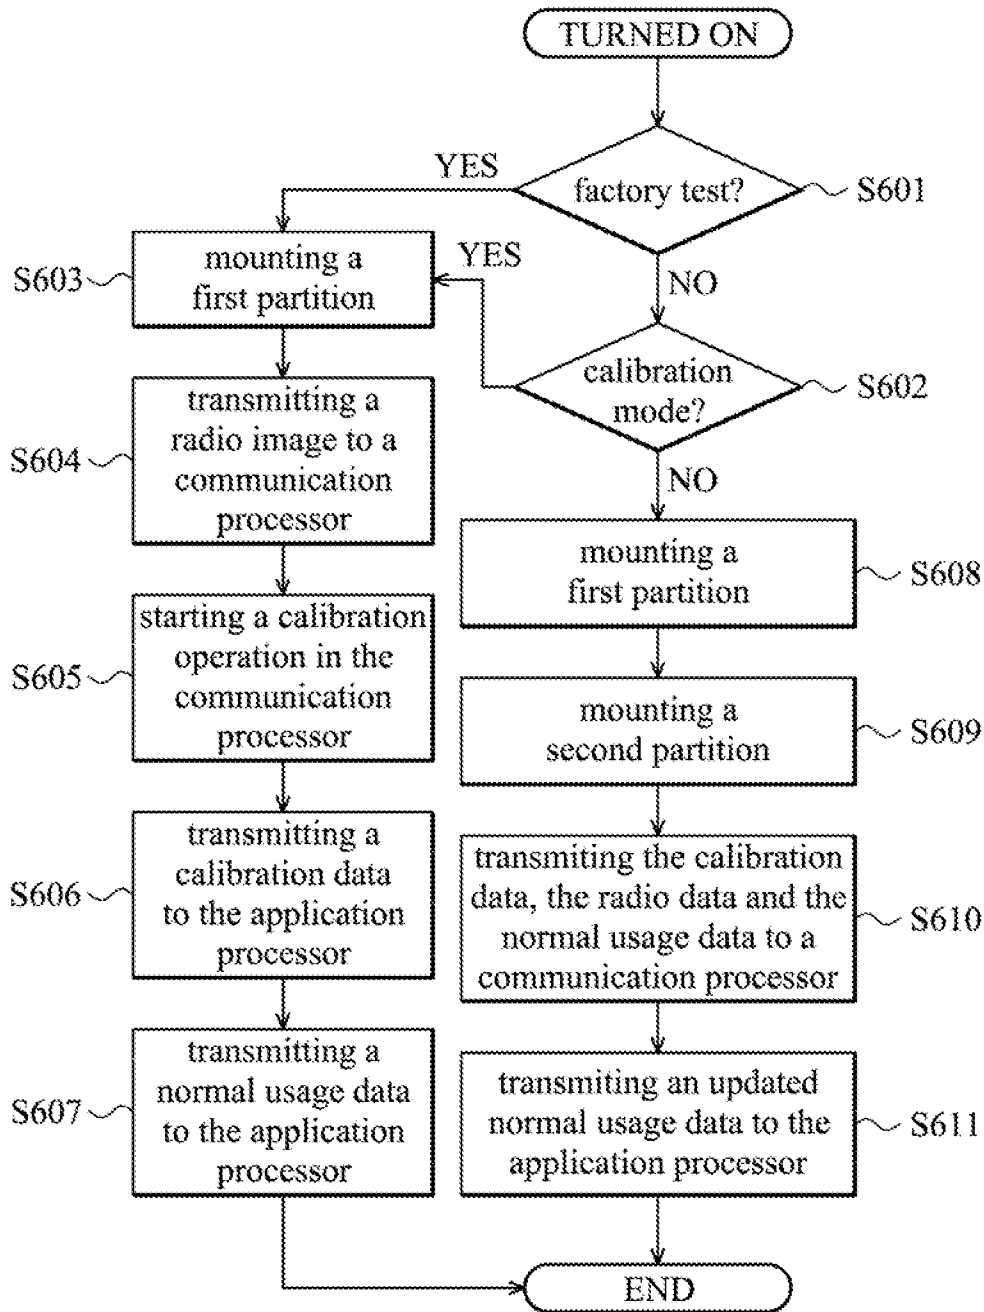 TURNED ON
factory test?
S601
YES
NO
mounting a
first partition
S603
YES
calibration
mode?
S602
NO
transmitting a
radio image to a
communication
processor
S604
starting a calibration
operation in the
communication
processor
S605
transmitting a
calibration data
to the application
processor
S606
transmitting a
normal usage data
to the application
processor
S607
mounting a
first partition
S608
mounting a
second partition
S609
transmiting the calibration
data, the radio data and the
normal usage data to a
communication processor
S610
transmiting an updated
normal usage data to the
application processor
S611
END